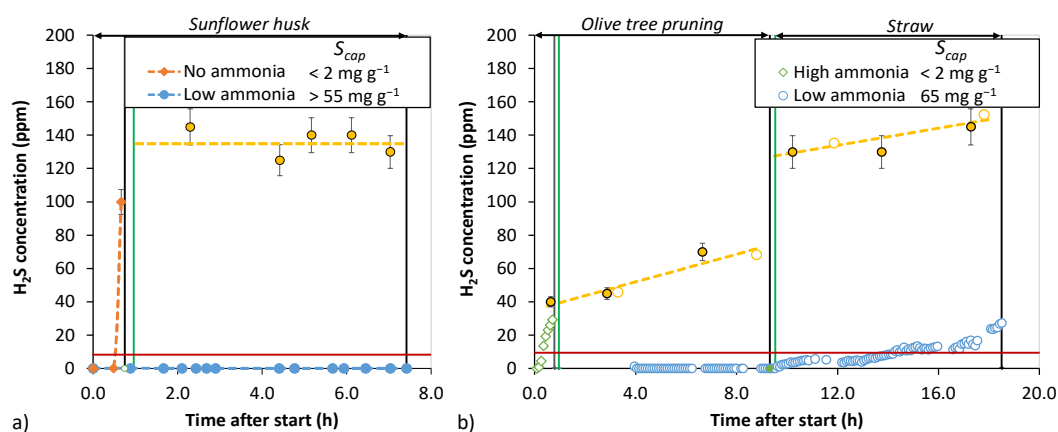 Sunflower husk
S_cap
No ammonia < 2 mg g⁻¹
Low ammonia > 55 mg g⁻¹
200
180
160
140
120
100
80
60
40
20
0
H₂S concentration (ppm)
0.0 2.0 4.0 6.0 8.0
Time after start (h)
a)
Olive tree pruning Straw
S_cap
High ammonia < 2 mg g⁻¹
Low ammonia 65 mg g⁻¹
200
180
160
140
120
100
80
60
40
20
0
H₂S concentration (ppm)
0.0 4.0 8.0 12.0 16.0 20.0
Time after start (h)
b)